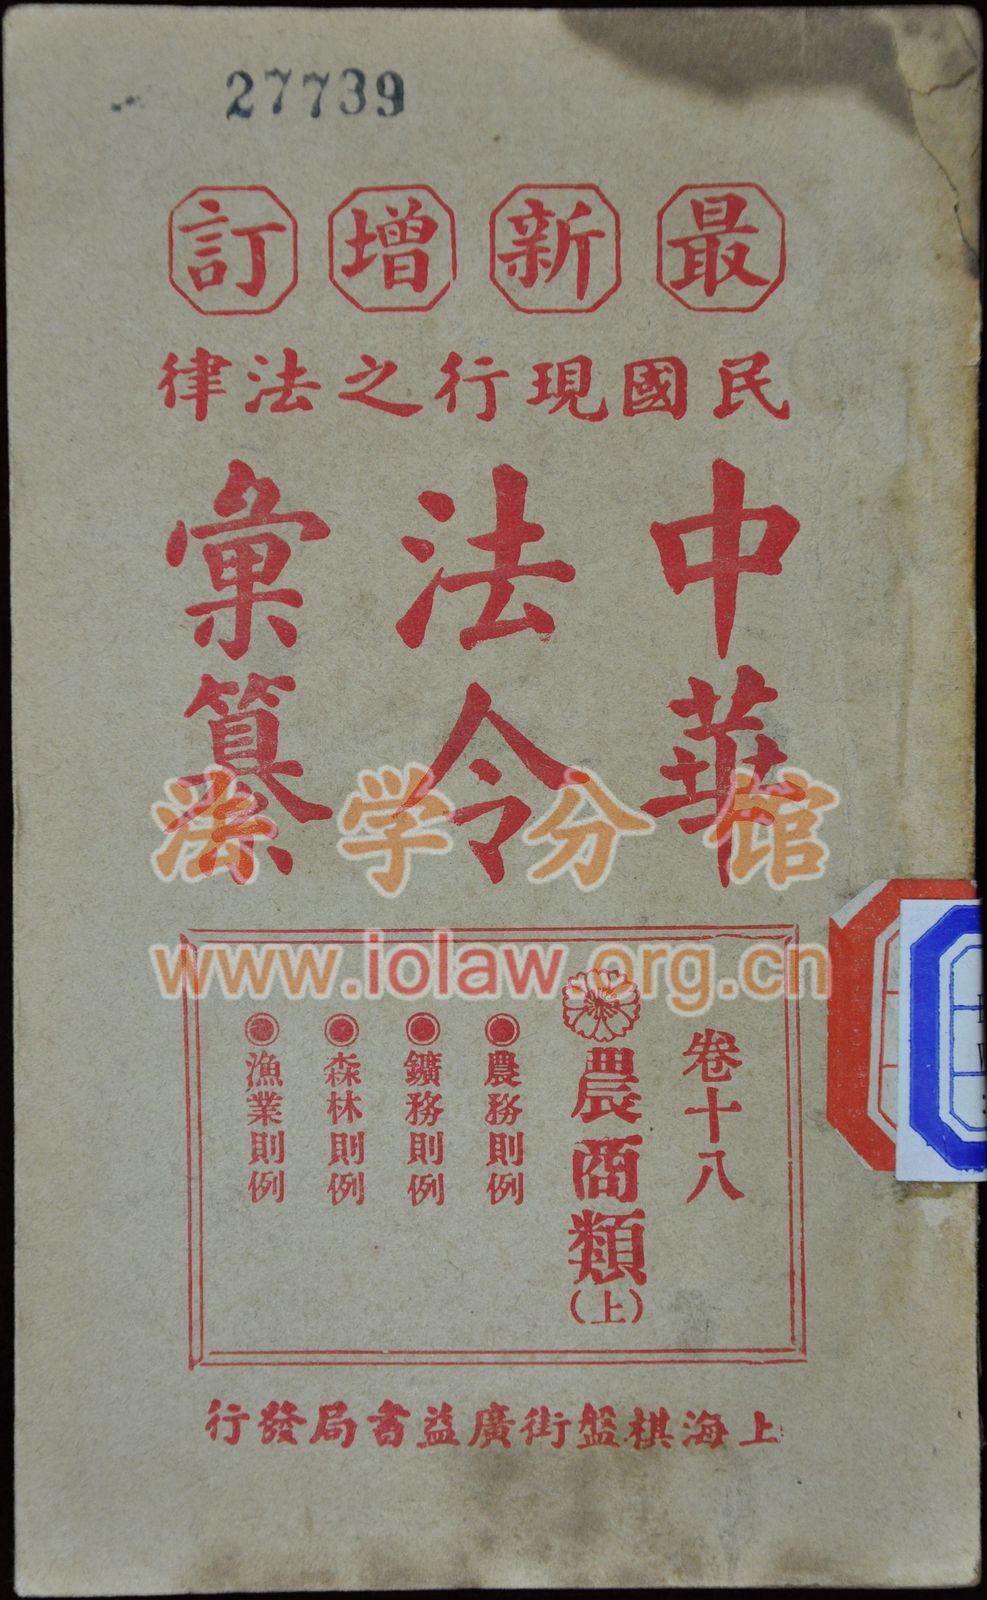 27739
最新增訂
民國現行之法律
中華
法令
彙纂
法学分馆
www.iolaw.org.cn
卷十八
農商類(上)
農務則例
鑛務則例
森林則例
漁業則例
上海棋盤街廣益書局發行